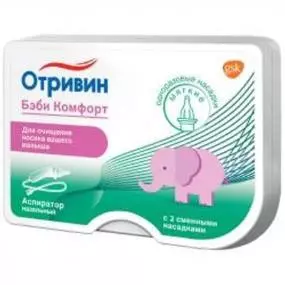 Отривин
Бэби Комфорт
Для очищения
носика вашего
малыша
Аспиратор
назальный
одноразовые насадки
мягкие
gsk
с 2 сменными
насадками